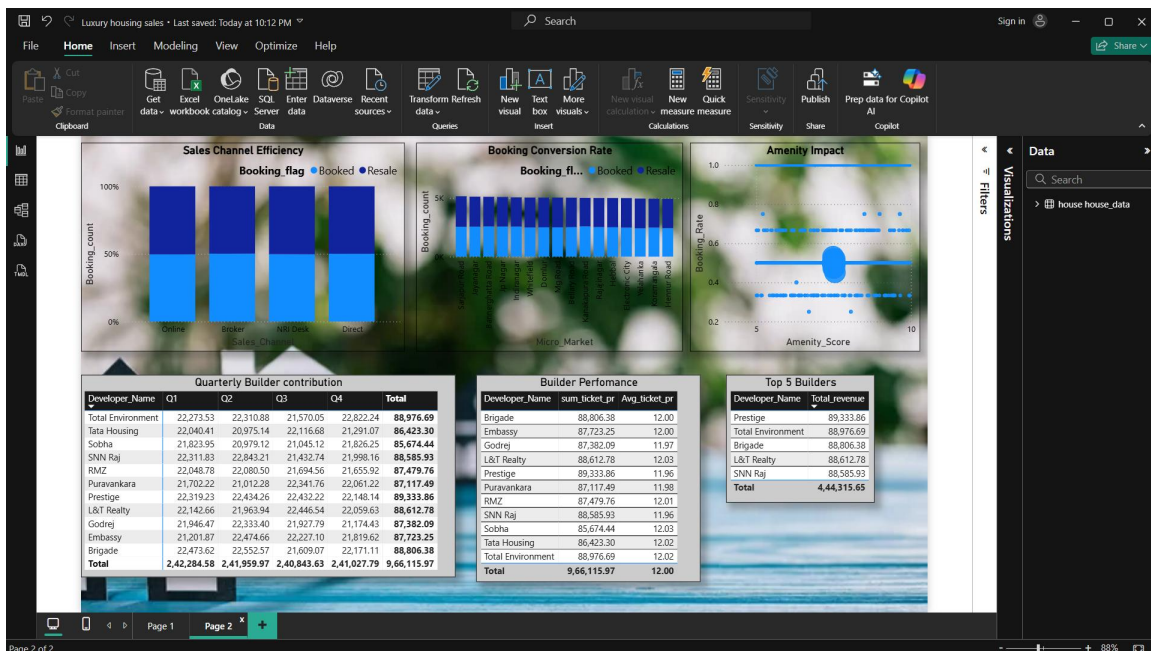 Luxury housing sales • Last saved: Today at 10:12 PM
Search
Sign in
File Home Insert Modeling View Optimize Help
Share
Paste
Cut
Copy
Format painter
Clipboard
Get data
Excel workbook
OneLake catalog
SQL Server
Enter data
Dataverse
Recent sources
Data
Transform data
Refresh
Queries
New visual
Text box
More visuals
Insert
New visual calculation
New measure
Quick measure
Calculations
Sensitivity
Sensitivity
Publish
Share
Prep data for AI
Copilot
Copilot
Sales Channel Efficiency
Booking_flag Booked Resale
Booking_count
100%
50%
0%
Online Broker NRI Desk Direct
Sales_Channel
Booking Conversion Rate
Booking_fl... Booked Resale
Booking_count
5K
Micro_Market
Amenity Impact
Booking_Rate
1.0
0.8
0.6
0.4
0.2
5 10
Amenity_Score
Filters
Visualizations
Data
Search
house house_data
Quarterly Builder contribution
Developer_Name Q1 Q2 Q3 Q4 Total
Total Environment 22,273.53 22,310.88 21,570.05 22,822.24 88,976.69
Tata Housing 22,040.41 20,975.14 22,116.68 21,291.07 86,423.30
Sobha 21,823.95 20,979.12 21,045.12 21,826.25 85,674.44
SNN Raj 22,311.83 22,843.21 21,432.74 21,998.16 88,585.93
RMZ 22,048.78 22,080.50 21,694.56 21,655.92 87,479.76
Puravankara 21,702.22 21,012.28 22,341.76 22,061.22 87,117.49
Prestige 22,319.23 22,434.26 22,432.22 22,148.14 89,333.86
L&T Realty 22,142.66 21,963.94 22,446.54 22,059.63 88,612.78
Godrej 21,946.47 22,333.40 21,927.79 21,174.43 87,382.09
Embassy 21,201.87 22,474.66 22,227.10 21,819.62 87,723.25
Brigade 22,473.62 22,552.57 21,609.07 22,171.11 88,806.38
Total 2,42,284.58 2,41,959.97 2,40,843.63 2,41,027.79 9,66,115.97
Builder Perfomance
Developer_Name sum_ticket_pr Avg_ticket_pr
Brigade 88,806.38 12.00
Embassy 87,723.25 12.00
Godrej 87,382.09 11.97
L&T Realty 88,612.78 12.03
Prestige 89,333.86 11.96
Puravankara 87,117.49 11.98
RMZ 87,479.76 12.01
SNN Raj 88,585.93 11.96
Sobha 85,674.44 12.03
Tata Housing 86,423.30 12.02
Total Environment 88,976.69 12.02
Total 9,66,115.97 12.00
Top 5 Builders
Developer_Name Total_revenue
Prestige 89,333.86
Total Environment 88,976.69
Brigade 88,806.38
L&T Realty 88,612.78
SNN Raj 88,585.93
Total 4,44,315.65
Page 1 Page 2
Page 2 of 2
88%